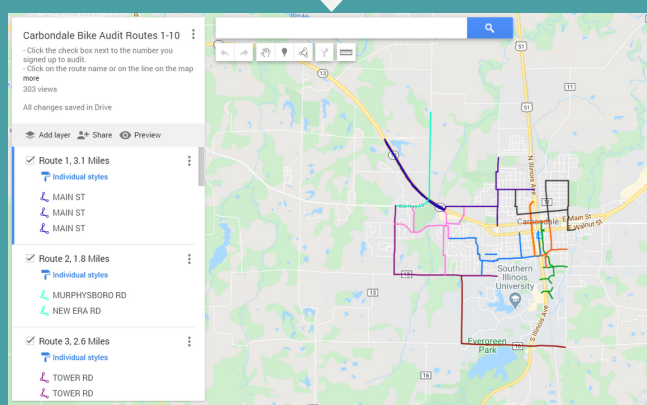 Carbondale Bike Audit Routes 1-10
- Click the check box next to the number you
signed up to audit.
- Click on the route name or on the line on the map
more
303 views
All changes saved in Drive
Add layer
Share
Preview
Route 1, 3.1 Miles
Individual styles
MAIN ST
MAIN ST
MAIN ST
Route 2, 1.8 Miles
Individual styles
MURPHYSBORO RD
NEW ERA RD
Route 3, 2.6 Miles
Individual styles
TOWER RD
TOWER RD
51
13
11
51
N Illinois Ave
13
Carbondale
E Main St
E Walnut St
13
13
Southern
Illinois
University
S Illinois Ave
Evergreen
Park
16
16